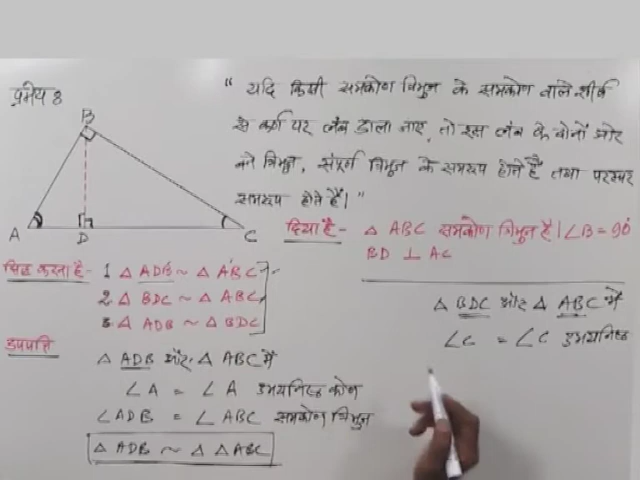 प्रमेय 8
" यदि किसी समकोण त्रिभुज के समकोण वाले शीर्ष
से कर्ण पर लंब डाला जाए, तो इस लंब के दोनों ओर
बने त्रिभुज, संपूर्ण त्रिभुज के समरूप होते हैं तथा परस्पर
समरूप होते हैं। "
B
A
D
C
दिया है - △ ABC समकोण त्रिभुज है। ∠B = 90°
BD ⊥ AC
सिद्ध करना है - 1. △ ADB ~ △ ABC
2. △ BDC ~ △ ABC
3. △ ADB ~ △ BDC
उपपत्ति
△ ADB और △ ABC में
∠A = ∠A उभयनिष्ठ कोण
∠ADB = ∠ABC समकोण त्रिभुज
△ ADB ~ △ △ABC
△ BDC और △ ABC में
∠C = ∠C उभयनिष्ठ